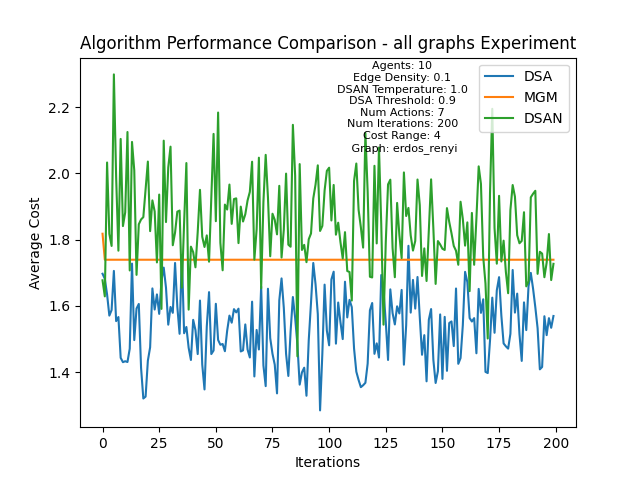 Algorithm Performance Comparison - all graphs Experiment
Agents: 10
Edge Density: 0.1
DSAN Temperature: 1.0
DSA Threshold: 0.9
Num Actions: 7
Num Iterations: 200
Cost Range: 4
Graph: erdos_renyi
DSA
MGM
DSAN
Average Cost
2.2
2.0
1.8
1.6
1.4
0
25
50
75
100
125
150
175
200
Iterations